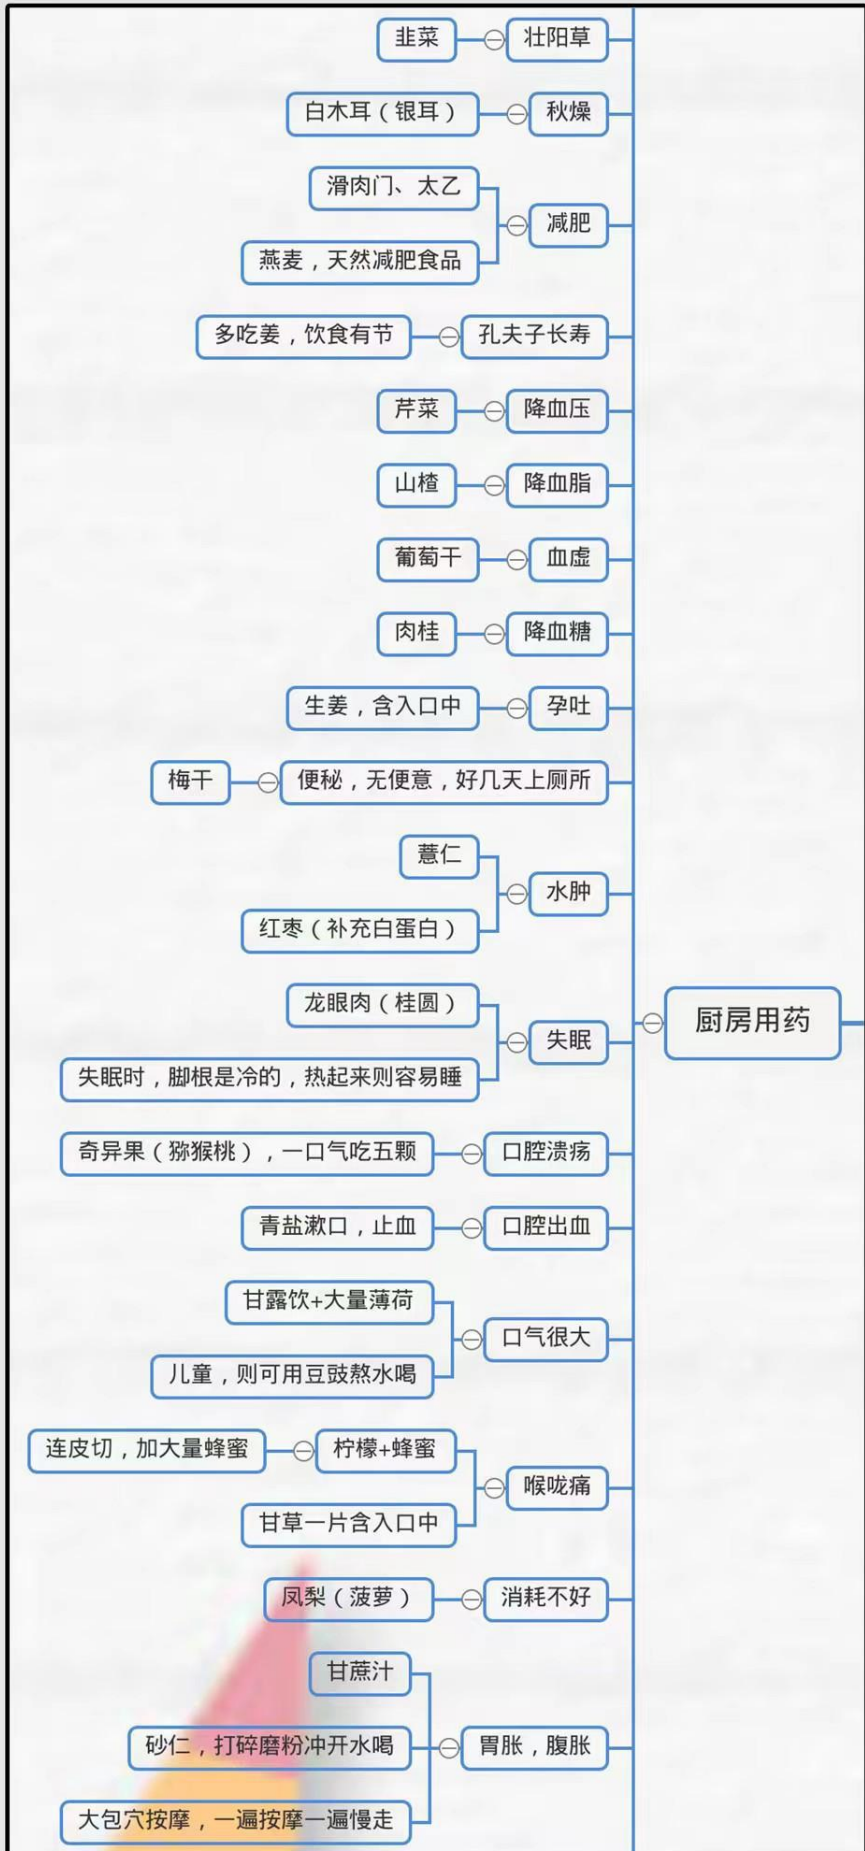 韭菜
壮阳草
白木耳（银耳）
秋燥
滑肉门、太乙
减肥
燕麦，天然减肥食品
多吃姜，饮食有节
孔夫子长寿
芹菜
降血压
山楂
降血脂
葡萄干
血虚
肉桂
降血糖
生姜，含入口中
孕吐
梅干
便秘，无便意，好几天上厕所
薏仁
水肿
红枣（补充白蛋白）
龙眼肉（桂圆）
厨房用药
失眠
失眠时，脚根是冷的，热起来则容易睡
奇异果（猕猴桃），一口气吃五颗
口腔溃疡
青盐漱口，止血
口腔出血
甘露饮+大量薄荷
口气很大
儿童，则可用豆豉熬水喝
连皮切，加大量蜂蜜
柠檬+蜂蜜
喉咙痛
甘草一片含入口中
凤梨（菠萝）
消耗不好
甘蔗汁
砂仁，打碎磨粉冲开水喝
胃胀，腹胀
大包穴按摩，一遍按摩一遍慢走